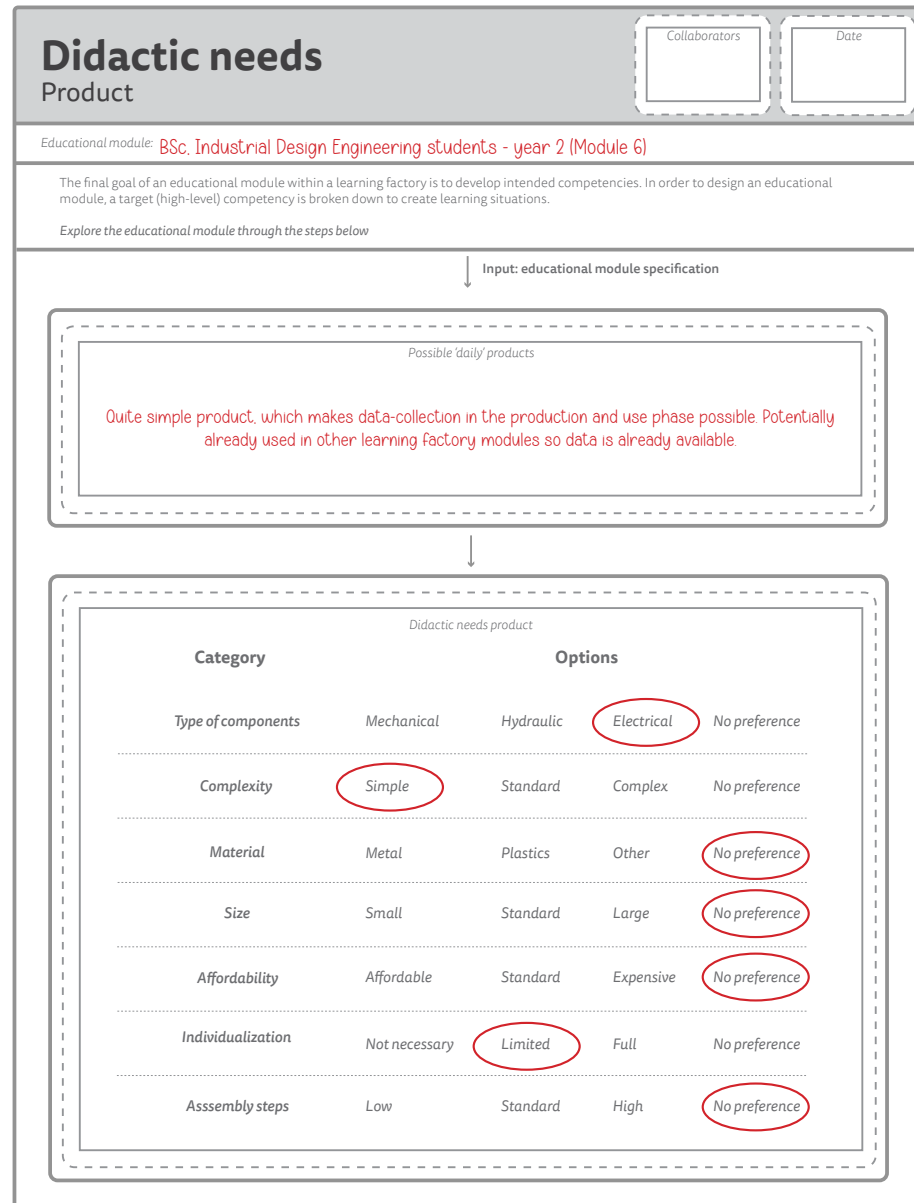 Didactic needs
Product
Collaborators
Date
Educational module: BSc, Industrial Design Engineering students - year 2 (Module 6)
The final goal of an educational module within a learning factory is to develop intended competencies. In order to design an educational
module, a target (high-level) competency is broken down to create learning situations.
Explore the educational module through the steps below
Input: educational module specification
Possible 'daily' products
Quite simple product, which makes data-collection in the production and use phase possible. Potentially
already used in other learning factory modules so data is already available.
Didactic needs product
Category Options
Type of components Mechanical Hydraulic Electrical No preference
Complexity Simple Standard Complex No preference
Material Metal Plastics Other No preference
Size Small Standard Large No preference
Affordability Affordable Standard Expensive No preference
Individualization Not necessary Limited Full No preference
Asssembly steps Low Standard High No preference